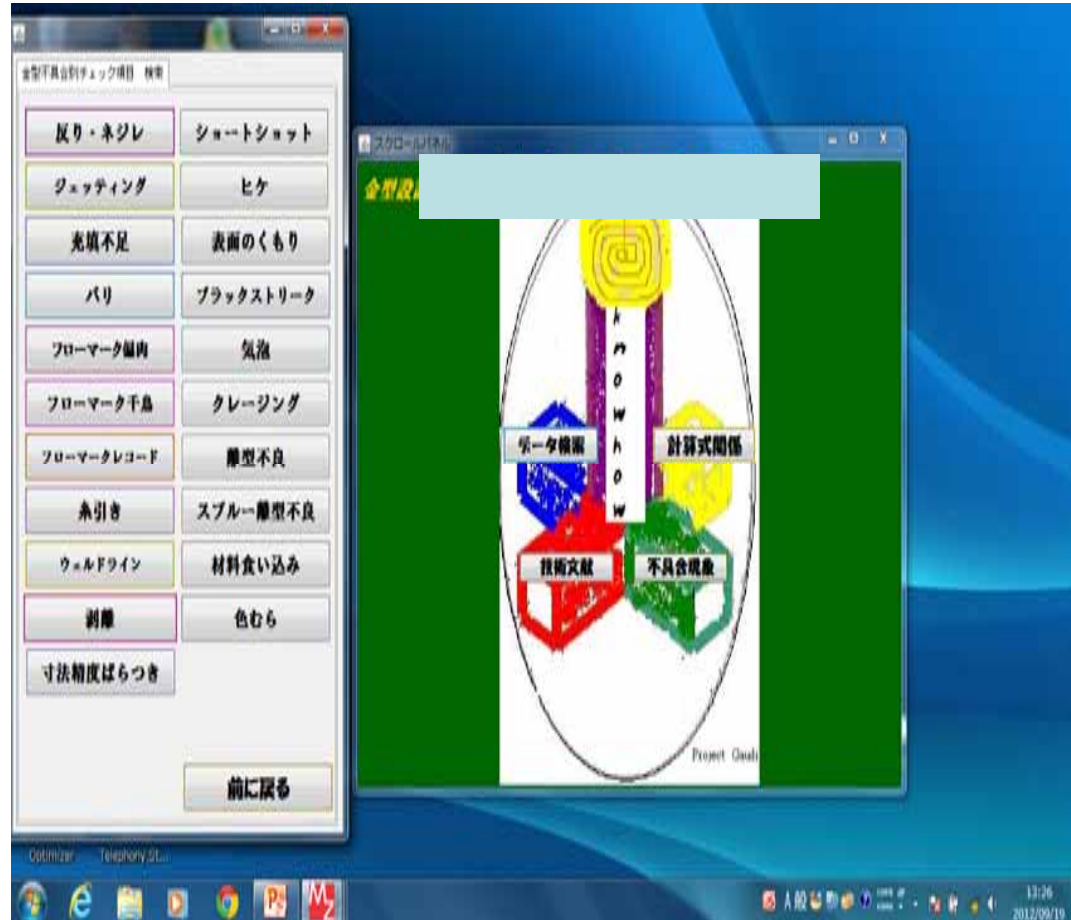 金型不具合別チェック項目 検索
反り・ネジレ
ショートショット
ジェッティング
ヒケ
充填不足
表面のくもり
バリ
ブラックストリーク
フローマーク偏肉
気泡
フローマーク千鳥
クレージング
フローマークレコード
離型不良
糸引き
スプルー離型不良
ウェルドライン
材料食い込み
剥離
色むら
寸法精度ばらつき
前に戻る
スクロールパネル
金型設
knowhow
データ検索
計算式関係
技術文献
不具合現象
Project
Optimizer
Telephony St...
A 般
13:26
2012/09/19